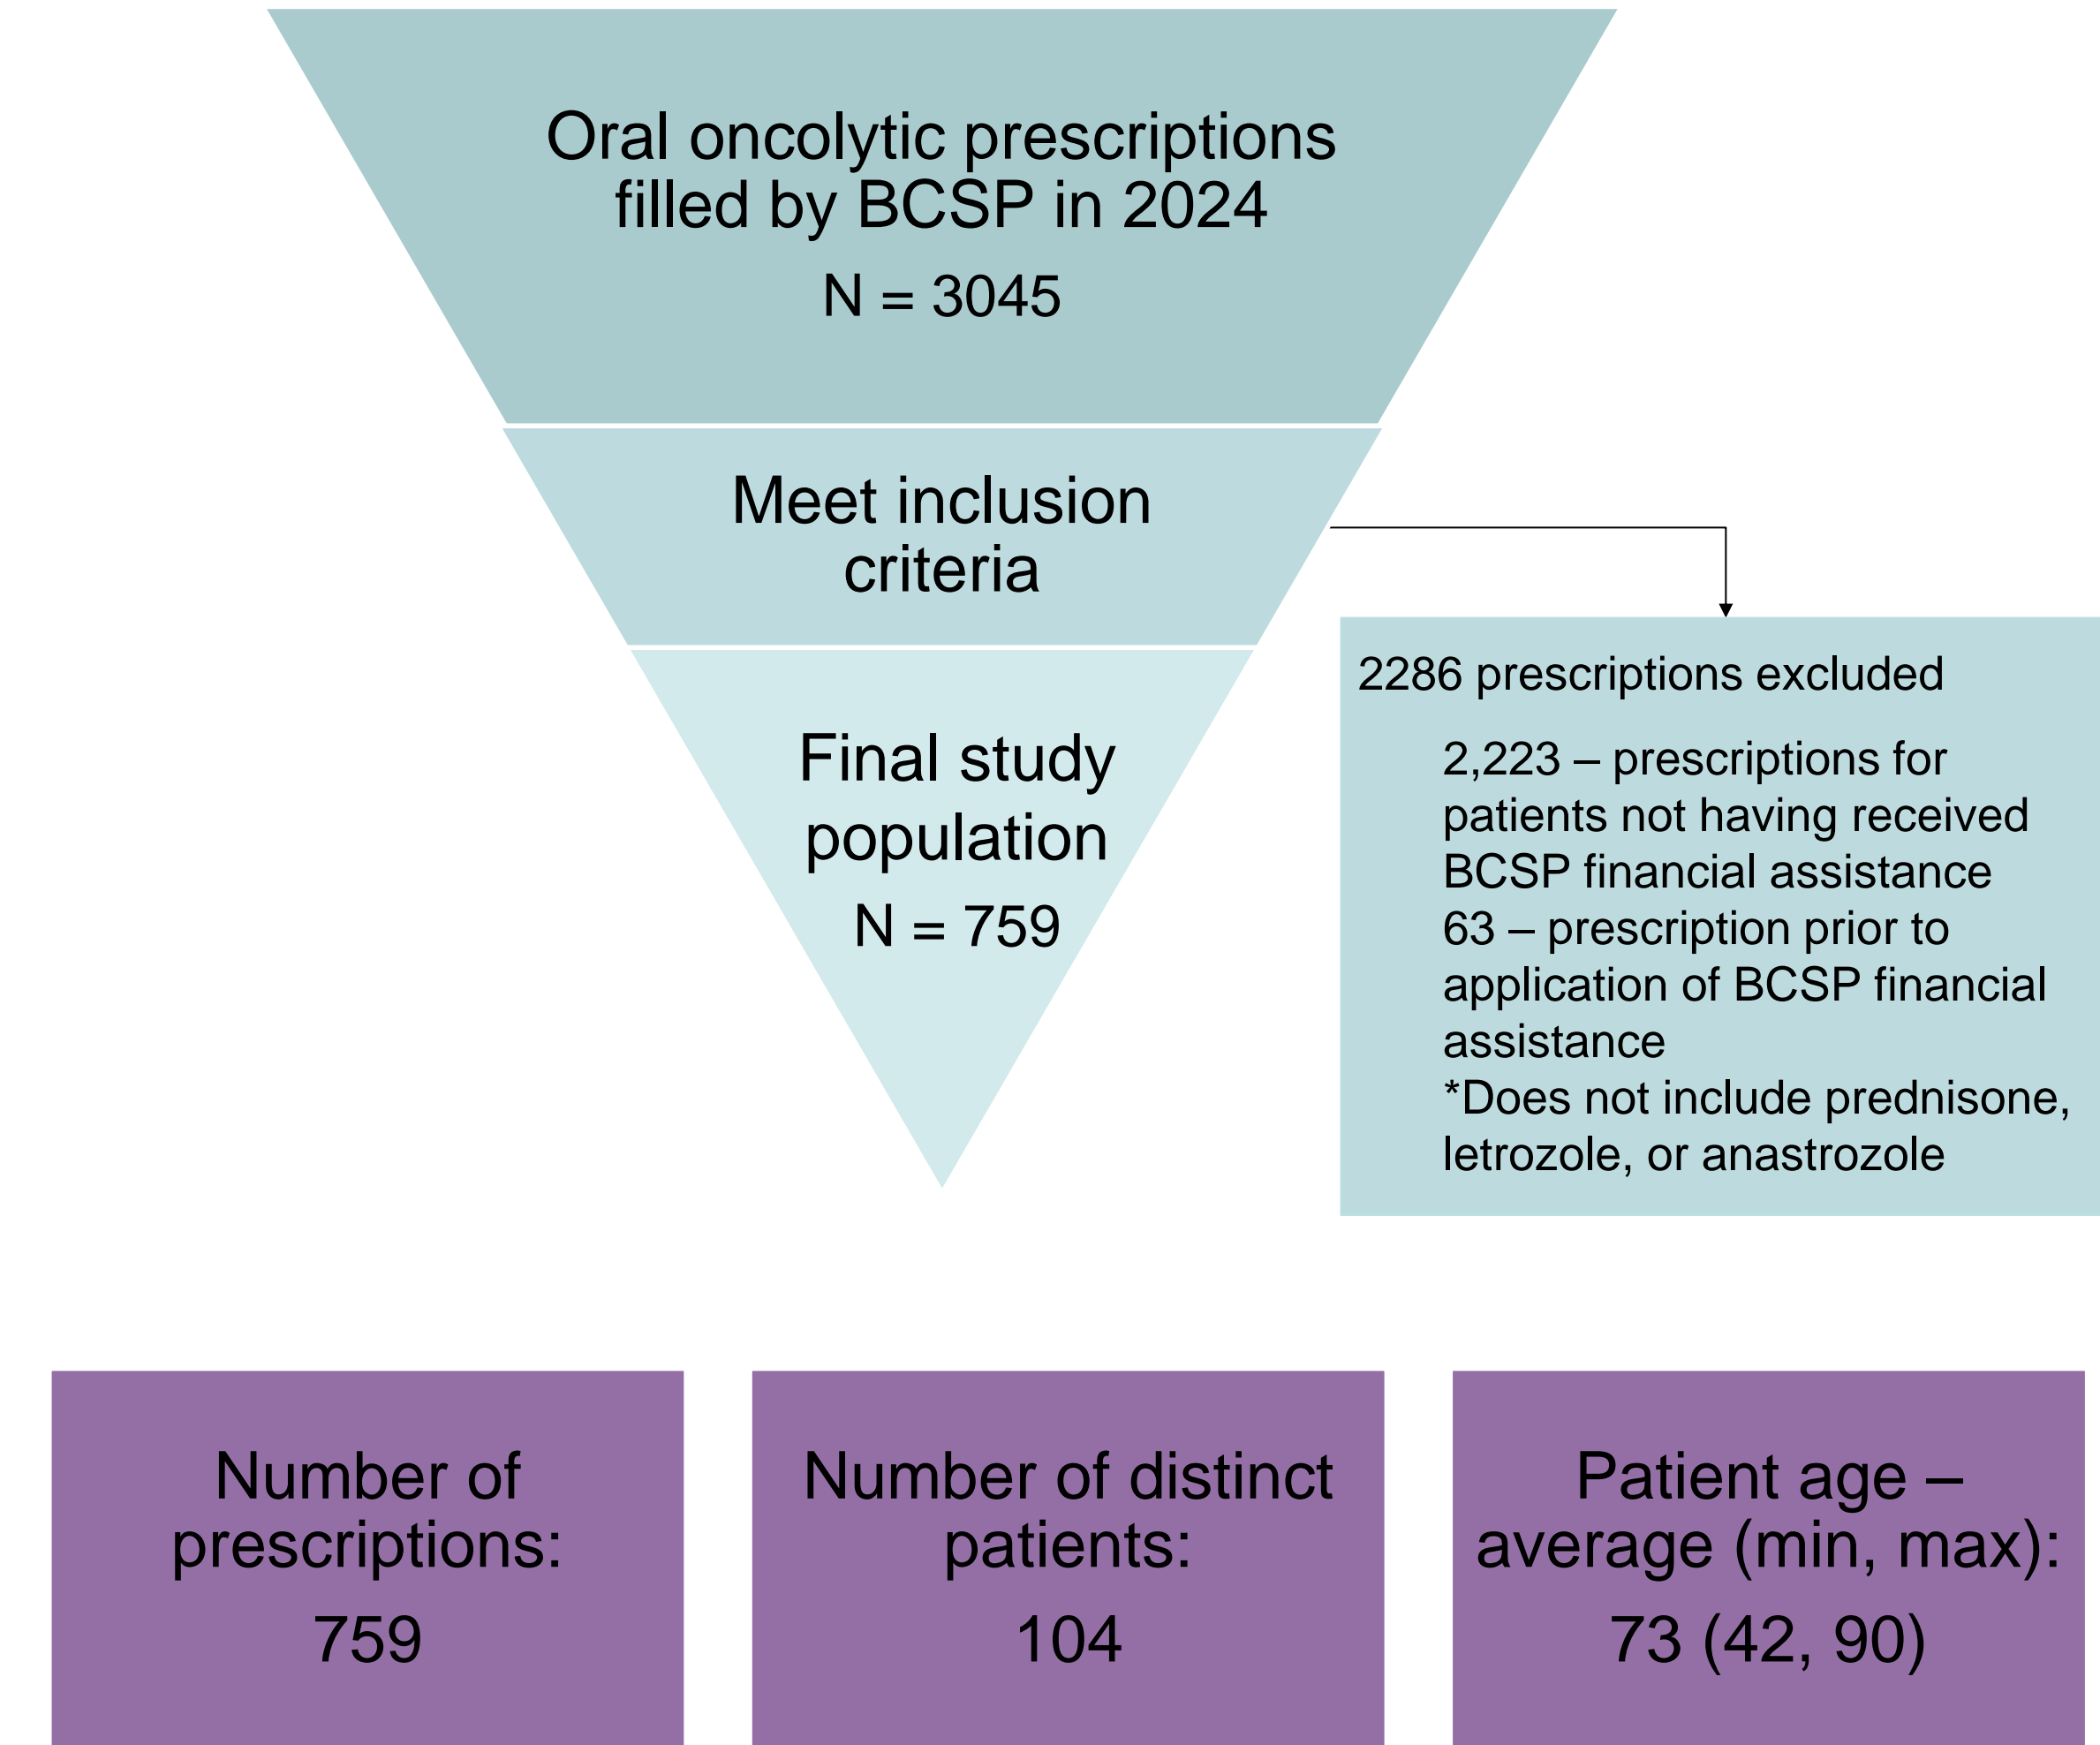 Oral oncolytic prescriptions
filled by BCSP in 2024
N = 3045
Meet inclusion
criteria
Final study
population
N = 759
2286 prescriptions excluded
2,223 – prescriptions for
patients not having received
BCSP financial assistance
63 – prescription prior to
application of BCSP financial
assistance
*Does not include prednisone,
letrozole, or anastrozole
Number of
prescriptions:
759
Number of distinct
patients:
104
Patient age –
average (min, max):
73 (42, 90)